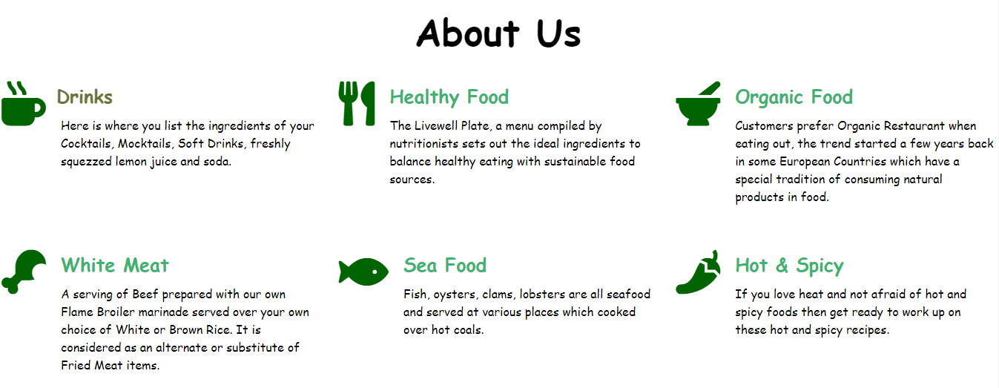 About Us
Drinks
Here is where you list the ingredients of your
Cocktails, Mocktails, Soft Drinks, freshly
squezzed lemon juice and soda.
Healthy Food
The Livewell Plate, a menu compiled by
nutritionists sets out the ideal ingredients to
balance healthy eating with sustainable food
sources.
Organic Food
Customers prefer Organic Restaurant when
eating out, the trend started a few years back
in some European Countries which have a
special tradition of consuming natural
products in food.
White Meat
A serving of Beef prepared with our own
Flame Broiler marinade served over your own
choice of White or Brown Rice. It is
considered as an alternate or substitute of
Fried Meat items.
Sea Food
Fish, oysters, clams, lobsters are all seafood
and served at various places which cooked
over hot coals.
Hot & Spicy
If you love heat and not afraid of hot and
spicy foods then get ready to work up on
these hot and spicy recipes.